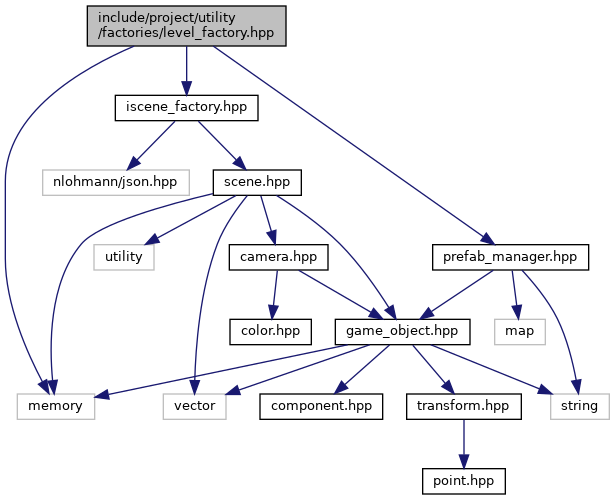 include/project/utility
/factories/level_factory.hpp
iscene_factory.hpp
nlohmann/json.hpp
scene.hpp
utility
camera.hpp
prefab_manager.hpp
color.hpp
game_object.hpp
map
memory
vector
component.hpp
transform.hpp
string
point.hpp